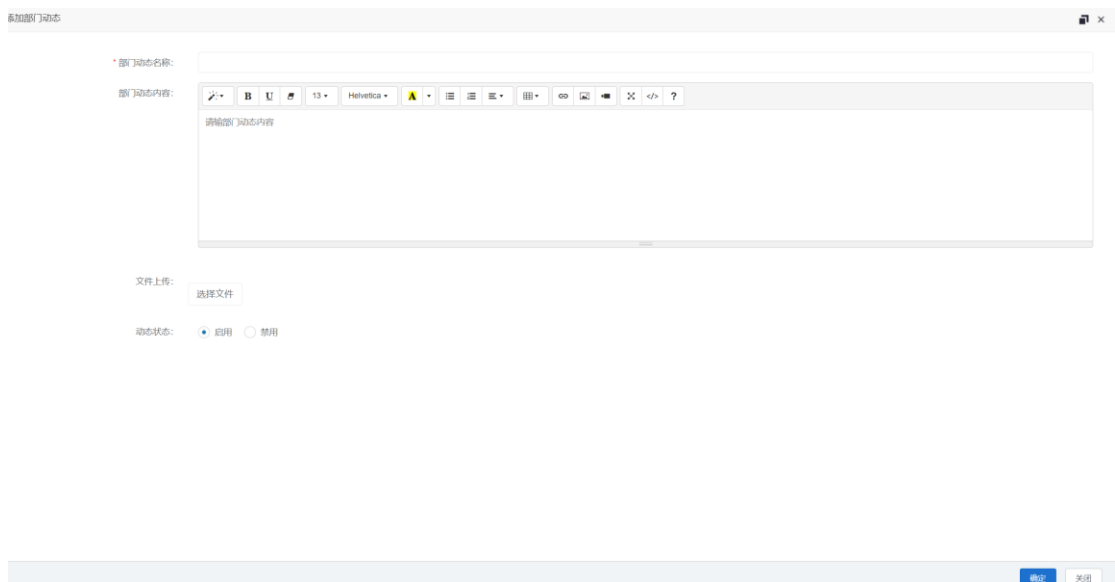 添加部门动态
* 部门动态名称:
部门动态内容:
B U 13 Helvetica A </> ?
请输部门动态内容
文件上传:
选择文件
动态状态: 启用 禁用
确定 关闭